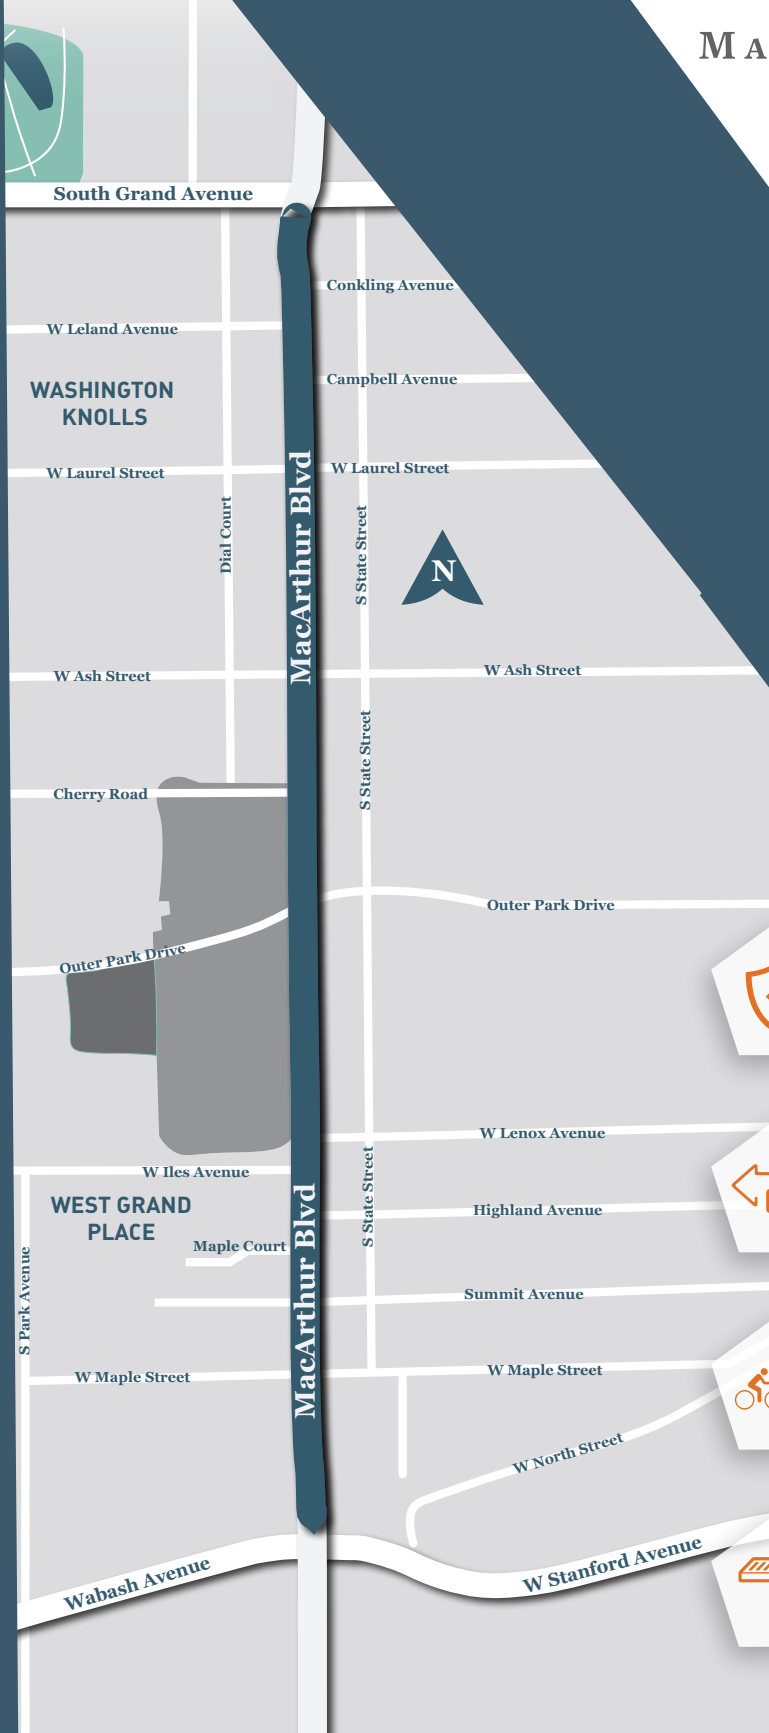 MA
South Grand Avenue
Conkling Avenue
W Leland Avenue
Campbell Avenue
WASHINGTON
KNOLLS
W Laurel Street
W Laurel Street
MacArthur Blvd
Dial Court
S State Street
N
W Ash Street
W Ash Street
S State Street
Cherry Road
Outer Park Drive
Outer Park Drive
W Lenox Avenue
W Iles Avenue
S State Street
MacArthur Blvd
WEST GRAND
PLACE
Highland Avenue
Maple Court
S Park Avenue
Summit Avenue
W Maple Street
W Maple Street
W North Street
W Stanford Avenue
Wabash Avenue